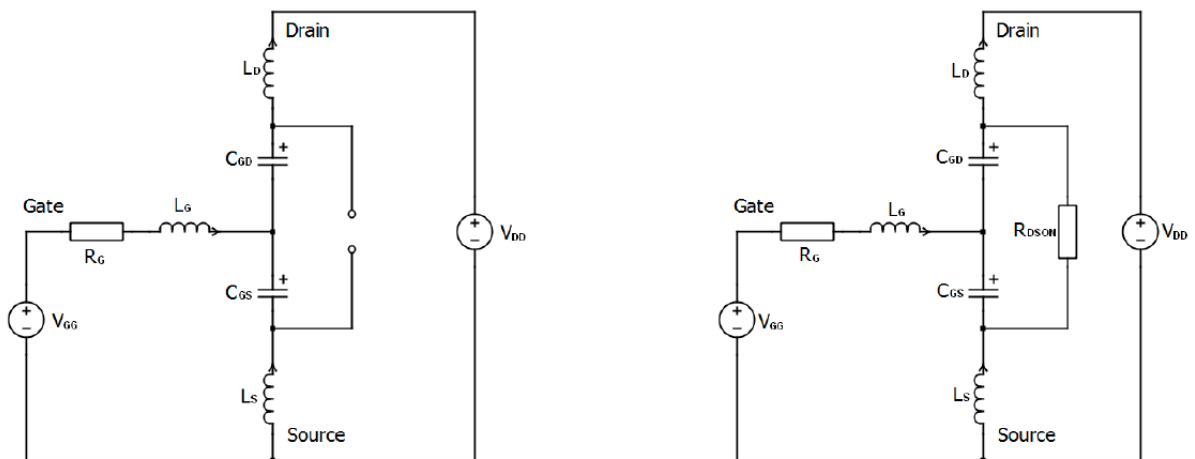 Drain
LD
CGD
Gate
LG
RG
VDD
CGS
VGG
LS
Source
Drain
LD
CGD
Gate
LG
RG
RDSON
VDD
CGS
VGG
LS
Source